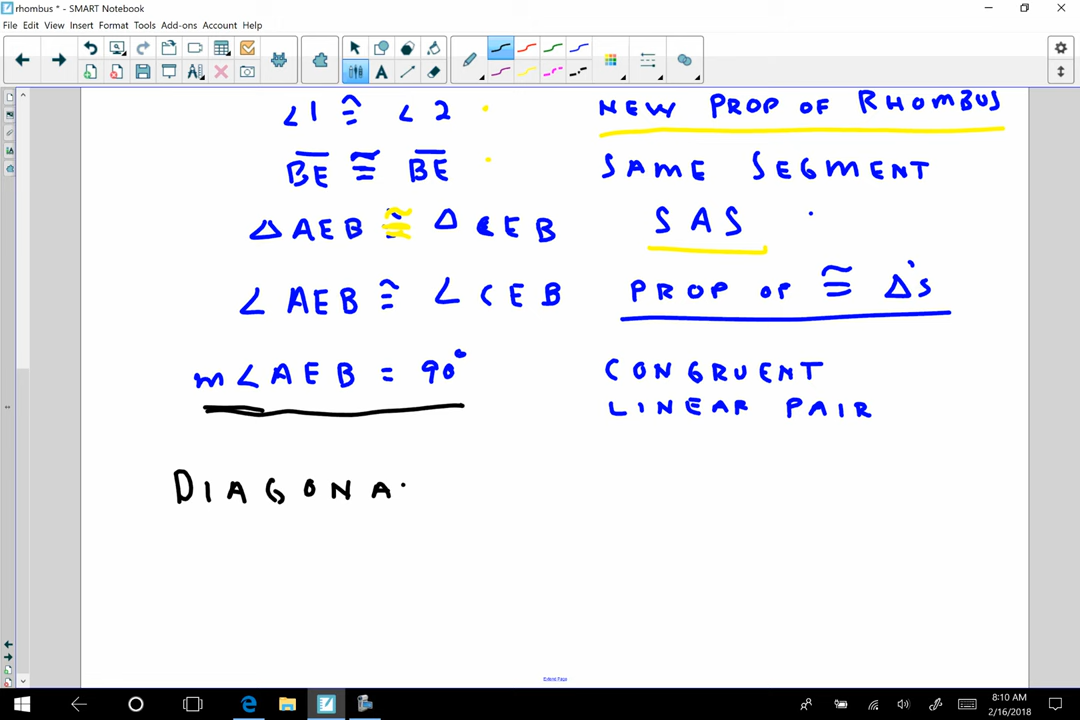 rhombus * - SMART Notebook
File Edit View Insert Format Tools Add-ons Account Help
∠1 ≅ ∠2 NEW PROP OF RHOMBUS
BE ≅ BE SAME SEGMENT
△AEB ≅ △CEB SAS
∠AEB ≅ ∠CEB PROP OF ≅ △'s
m∠AEB = 90° CONGRUENT
LINEAR PAIR
DIAGONA
Extend Page
8:10 AM
2/16/2018